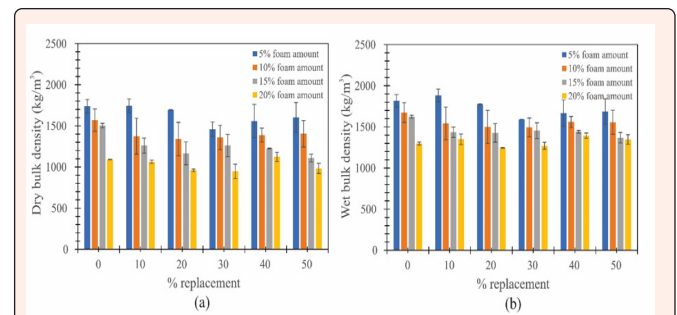 2500
2000
1500
1000
500
0
Dry bulk density (kg/m³)
5% foam amount
10% foam amount
15% foam amount
20% foam amount
0 10 20 30 40 50
% replacement
(a)
2500
2000
1500
1000
500
0
Wet bulk density (kg/m³)
5% foam amount
10% foam amount
15% foam amount
20% foam amount
0 10 20 30 40 50
% replacement
(b)